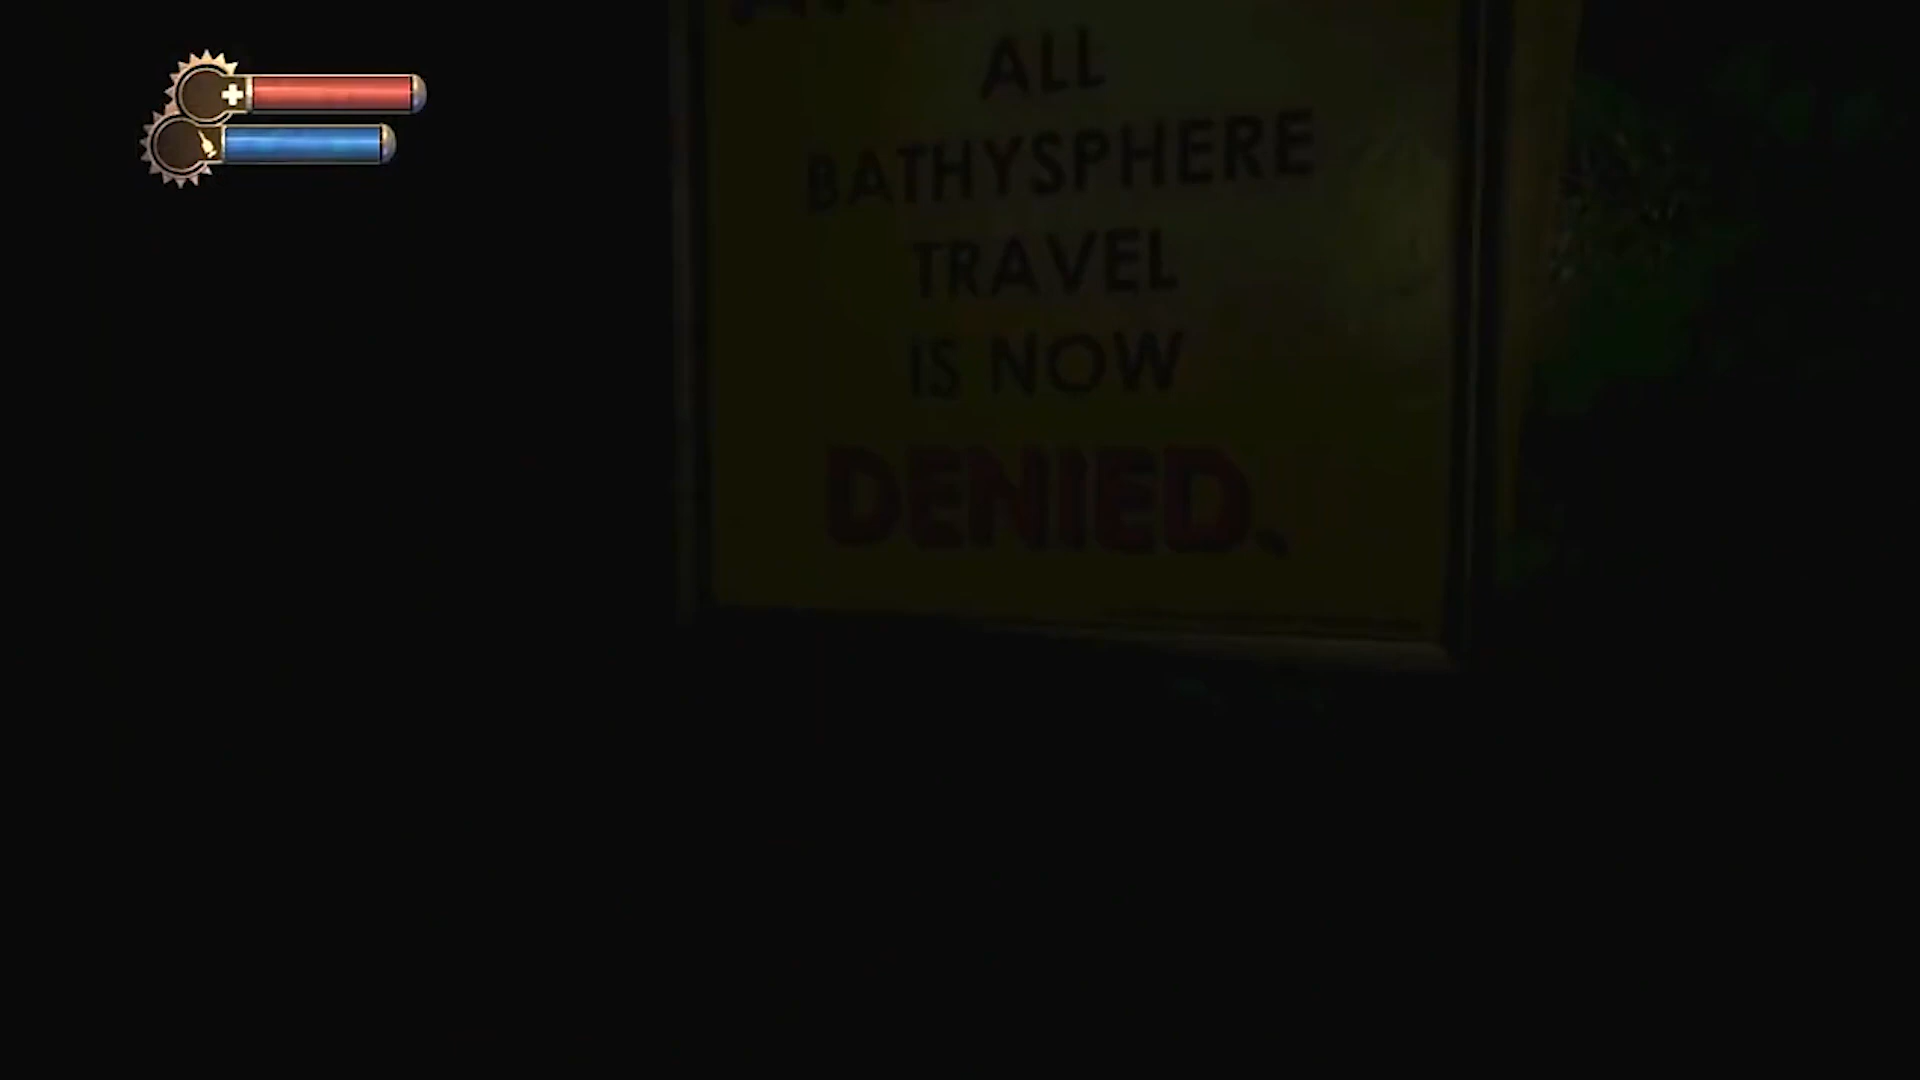 ALL
BATHYSPHERE
TRAVEL
IS NOW
DENIED.